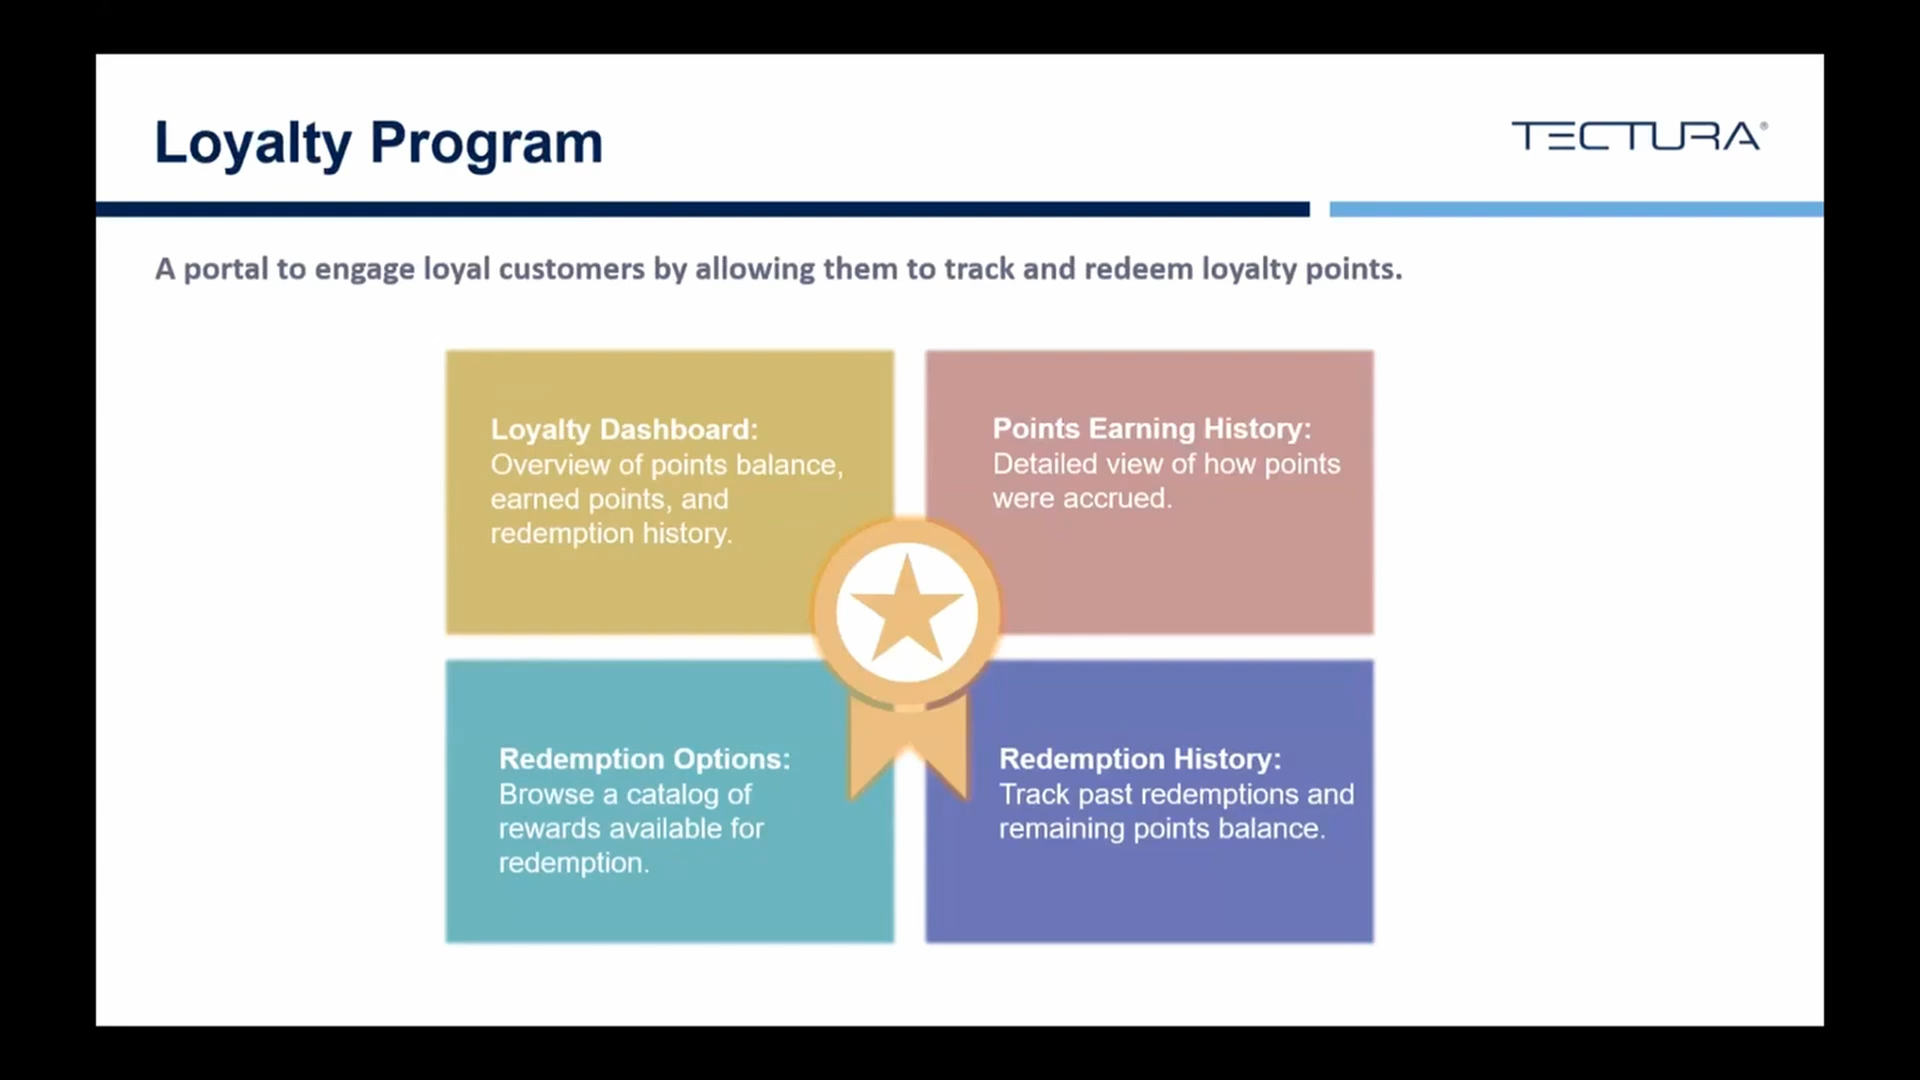 Loyalty Program
TECTURA®
A portal to engage loyal customers by allowing them to track and redeem loyalty points.
Loyalty Dashboard:
Overview of points balance,
earned points, and
redemption history.
Points Earning History:
Detailed view of how points
were accrued.
Redemption Options:
Browse a catalog of
rewards available for
redemption.
Redemption History:
Track past redemptions and
remaining points balance.